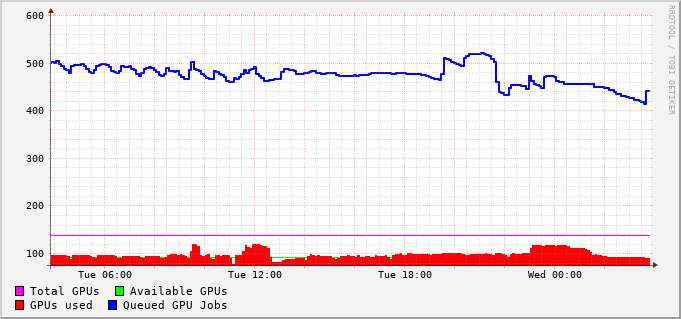 RRDTOOL / TOBI OETIKER
600
500
400
300
200
100
Tue 06:00 Tue 12:00 Tue 18:00 Wed 00:00
Total GPUs Available GPUs
GPUs used Queued GPU Jobs